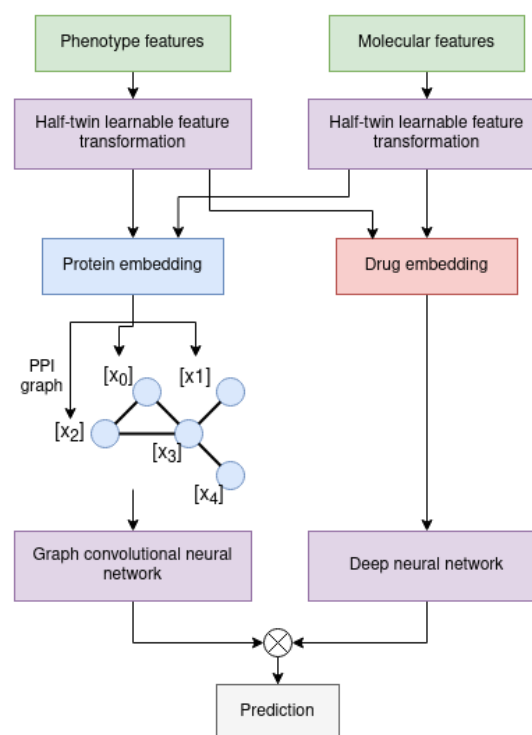 Phenotype features
Molecular features
Half-twin learnable feature
transformation
Half-twin learnable feature
transformation
Protein embedding
Drug embedding
PPI
graph
[x0]
[x1]
[x2]
[x3]
[x4]
Graph convolutional neural
network
Deep neural network
Prediction